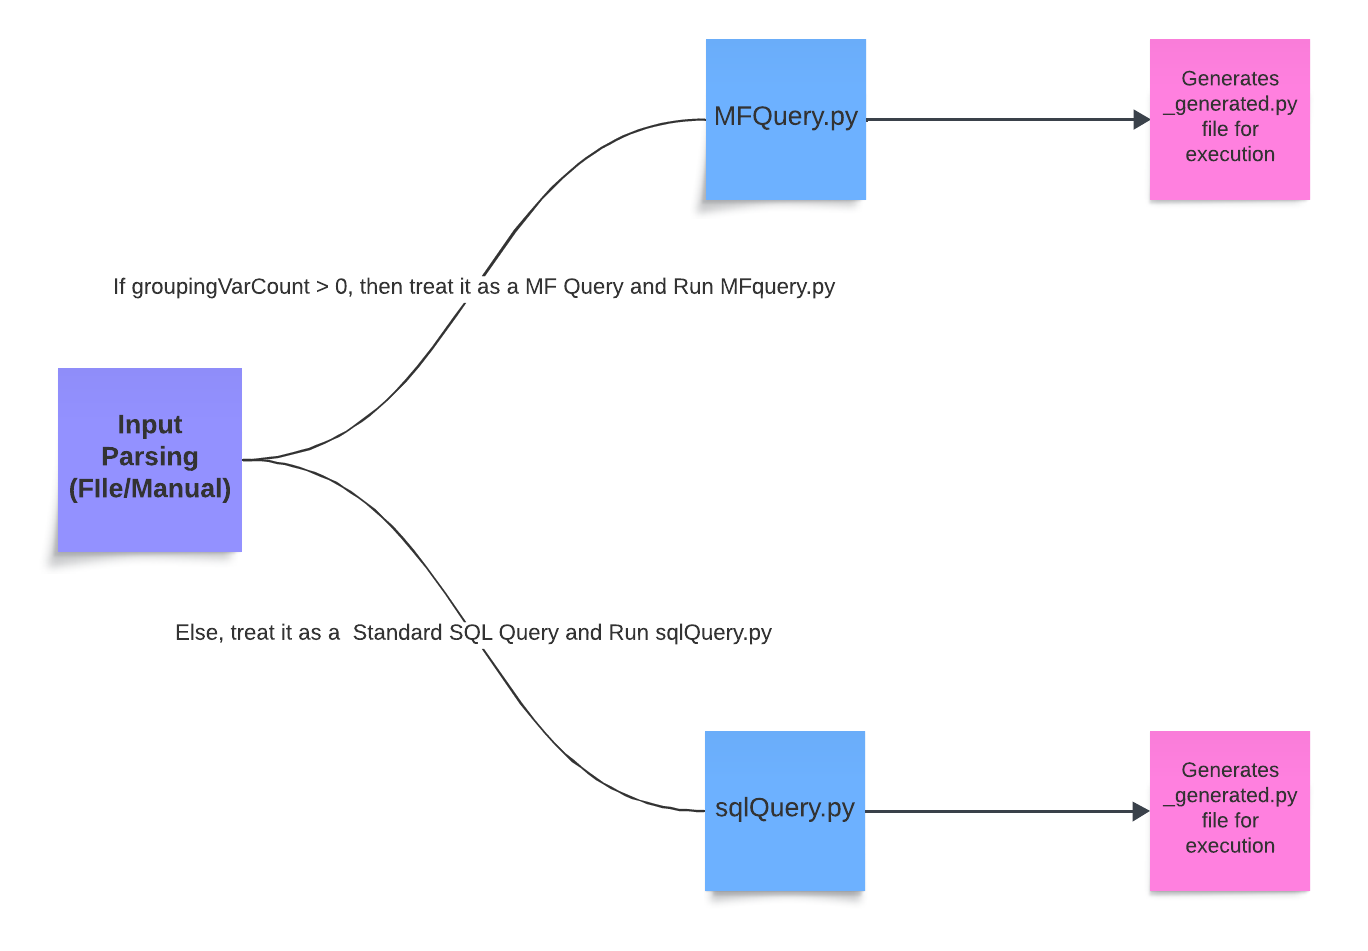 MFQuery.py
Generates
_generated.py
file for
execution
If groupingVarCount > 0, then treat it as a MF Query and Run MFquery.py
Input
Parsing
(FIle/Manual)
Else, treat it as a  Standard SQL Query and Run sqlQuery.py
sqlQuery.py
Generates
_generated.py
file for
execution